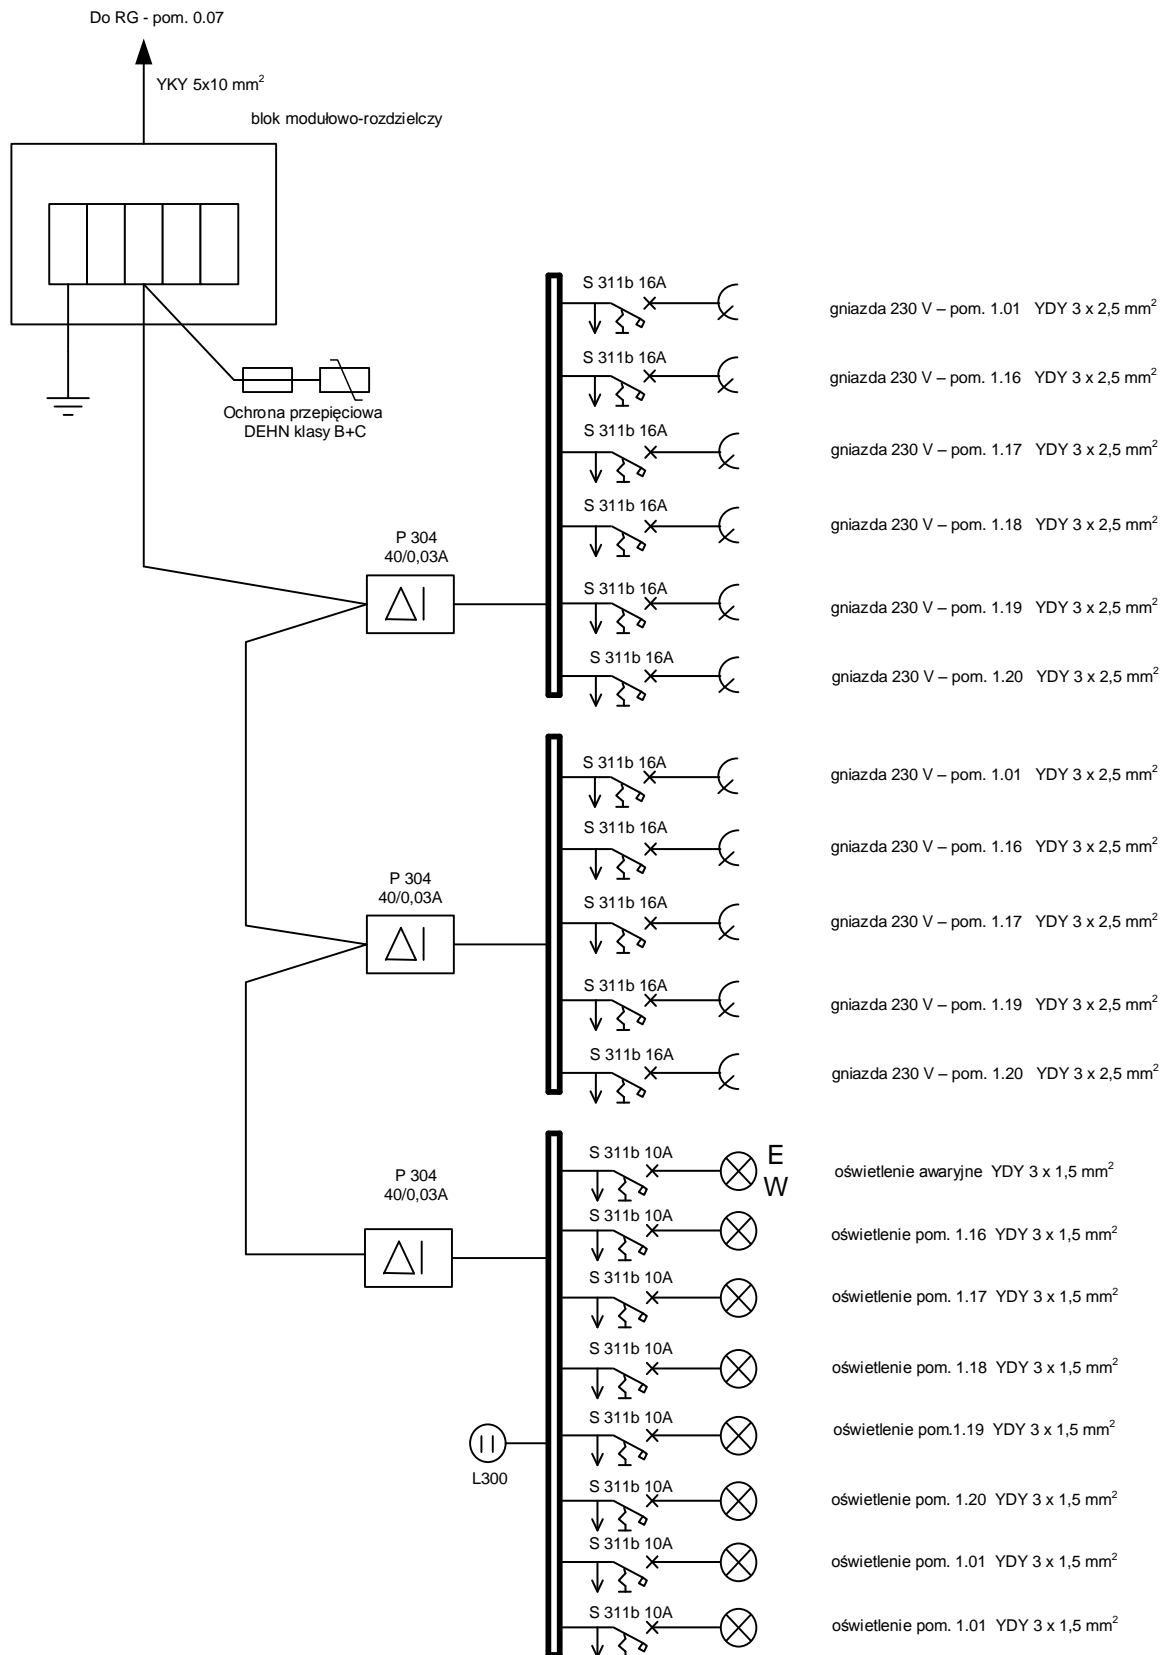 Do RG - pom. 0.07
YKY 5x10 mm²
blok modułowo-rozdzielczy
Ochrona przepięciowa
DEHN klasy B+C
P 304
40/0,03A
S 311b 16A
gniazda 230 V – pom. 1.01 YDY 3 x 2,5 mm²
S 311b 16A
gniazda 230 V – pom. 1.16 YDY 3 x 2,5 mm²
S 311b 16A
gniazda 230 V – pom. 1.17 YDY 3 x 2,5 mm²
S 311b 16A
gniazda 230 V – pom. 1.18 YDY 3 x 2,5 mm²
S 311b 16A
gniazda 230 V – pom. 1.19 YDY 3 x 2,5 mm²
S 311b 16A
gniazda 230 V – pom. 1.20 YDY 3 x 2,5 mm²
P 304
40/0,03A
S 311b 16A
gniazda 230 V – pom. 1.01 YDY 3 x 2,5 mm²
S 311b 16A
gniazda 230 V – pom. 1.16 YDY 3 x 2,5 mm²
S 311b 16A
gniazda 230 V – pom. 1.17 YDY 3 x 2,5 mm²
S 311b 16A
gniazda 230 V – pom. 1.19 YDY 3 x 2,5 mm²
S 311b 16A
gniazda 230 V – pom. 1.20 YDY 3 x 2,5 mm²
P 304
40/0,03A
L300
S 311b 10A
E
W
oświetlenie awaryjne YDY 3 x 1,5 mm²
S 311b 10A
oświetlenie pom. 1.16 YDY 3 x 1,5 mm²
S 311b 10A
oświetlenie pom. 1.17 YDY 3 x 1,5 mm²
S 311b 10A
oświetlenie pom. 1.18 YDY 3 x 1,5 mm²
S 311b 10A
oświetlenie pom.1.19 YDY 3 x 1,5 mm²
S 311b 10A
oświetlenie pom. 1.20 YDY 3 x 1,5 mm²
S 311b 10A
oświetlenie pom. 1.01 YDY 3 x 1,5 mm²
S 311b 10A
oświetlenie pom. 1.01 YDY 3 x 1,5 mm²